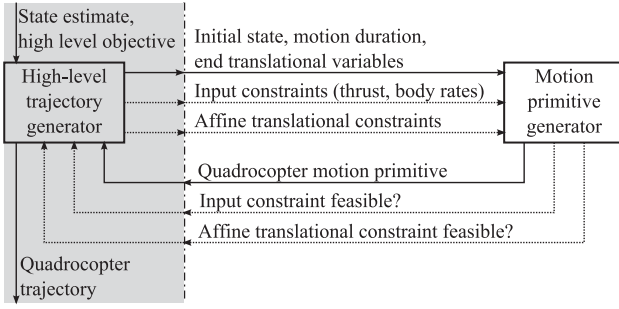 State estimate,
high level objective
High-level
trajectory
generator
Initial state, motion duration,
end translational variables
Input constraints (thrust, body rates)
Affine translational constraints
Motion
primitive
generator
Quadrocopter motion primitive
Input constraint feasible?
Affine translational constraint feasible?
Quadrocopter
trajectory